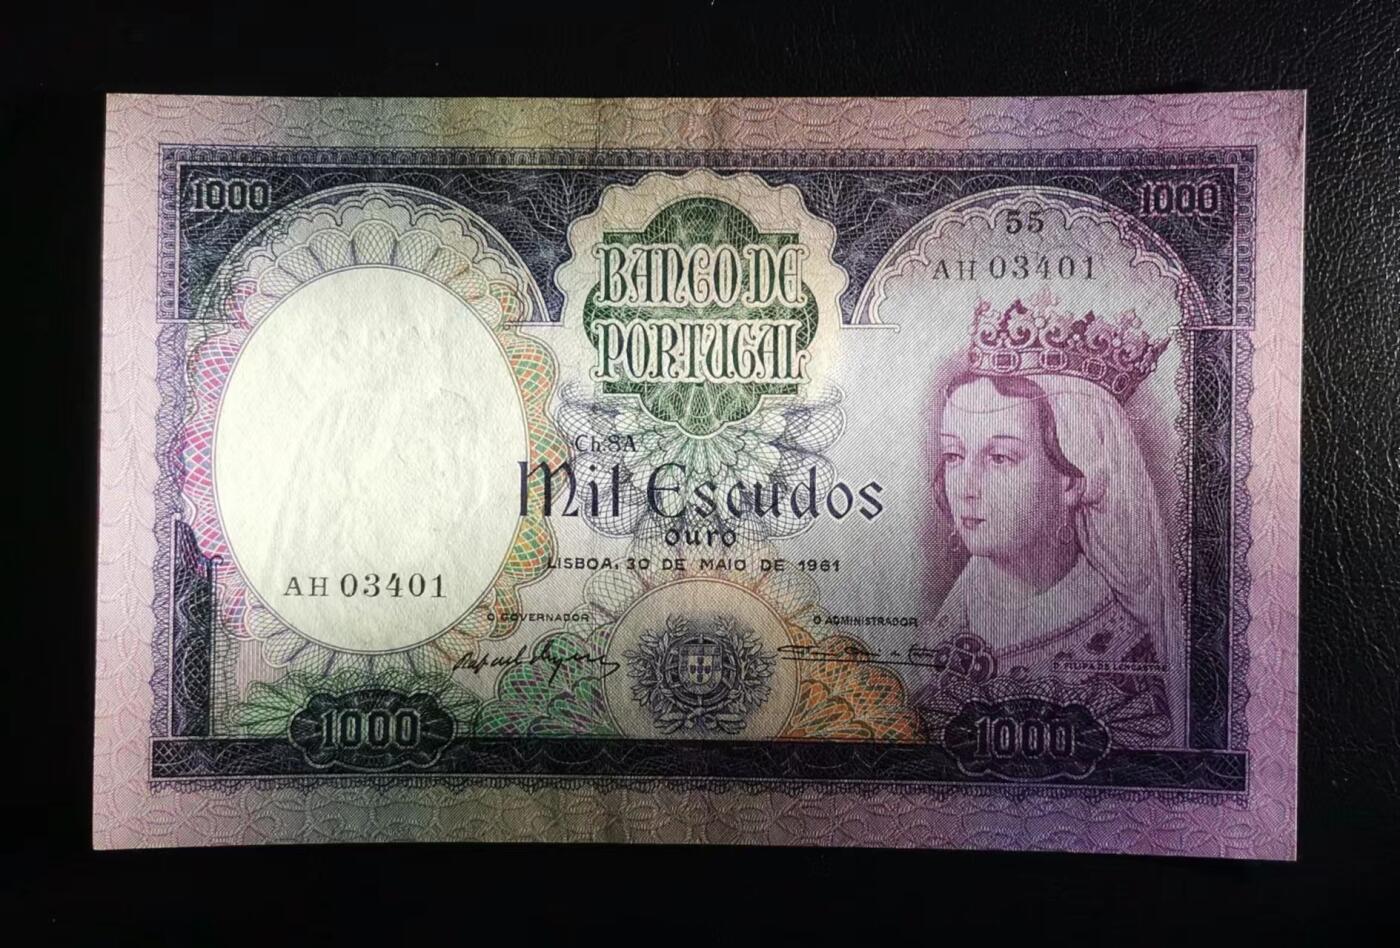 1000
1000
55
AH 03401
BANCO DE
PORTUGAL
Ch. 8A
Mil Escudos
ouro
LISBOA, 30 DE MAIO DE 1961
AH 03401
O GOVERNADOR
O ADMINISTRADOR
D. FILIPA DE LENCASTRE
1000
1000